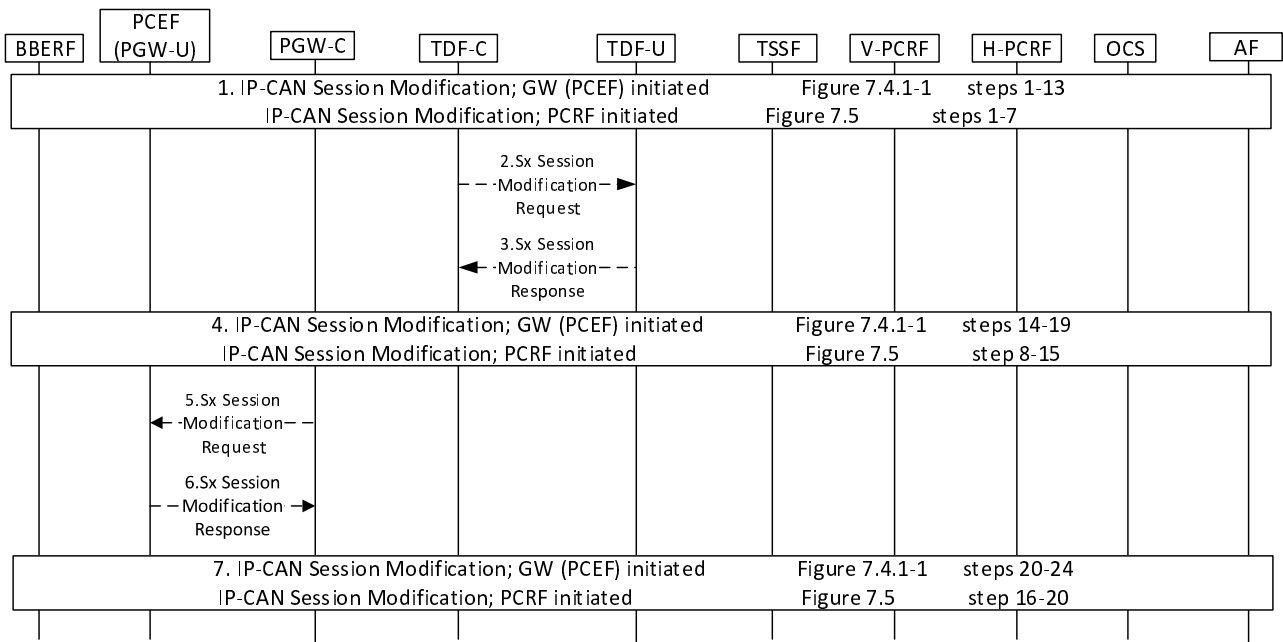 PCEF
(PGW-U)
BBERF
PGW-C
TDF-C
TDF-U
TSSF
V-PCRF
H-PCRF
OCS
AF
1. IP-CAN Session Modification; GW (PCEF) initiated Figure 7.4.1-1 steps 1-13
IP-CAN Session Modification; PCRF initiated Figure 7.5 steps 1-7
2.Sx Session
Modification
Request
3.Sx Session
Modification
Response
4. IP-CAN Session Modification; GW (PCEF) initiated Figure 7.4.1-1 steps 14-19
IP-CAN Session Modification; PCRF initiated Figure 7.5 step 8-15
5.Sx Session
Modification
Request
6.Sx Session
Modification
Response
7. IP-CAN Session Modification; GW (PCEF) initiated Figure 7.4.1-1 steps 20-24
IP-CAN Session Modification; PCRF initiated Figure 7.5 step 16-20